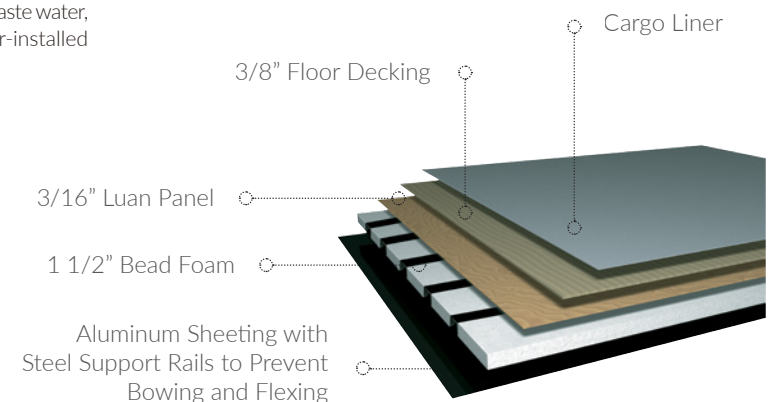 water,
r-installed
Cargo Liner
3/8” Floor Decking
3/16” Luan Panel
1 1/2” Bead Foam
Aluminum Sheeting with
Steel Support Rails to Prevent
Bowing and Flexing